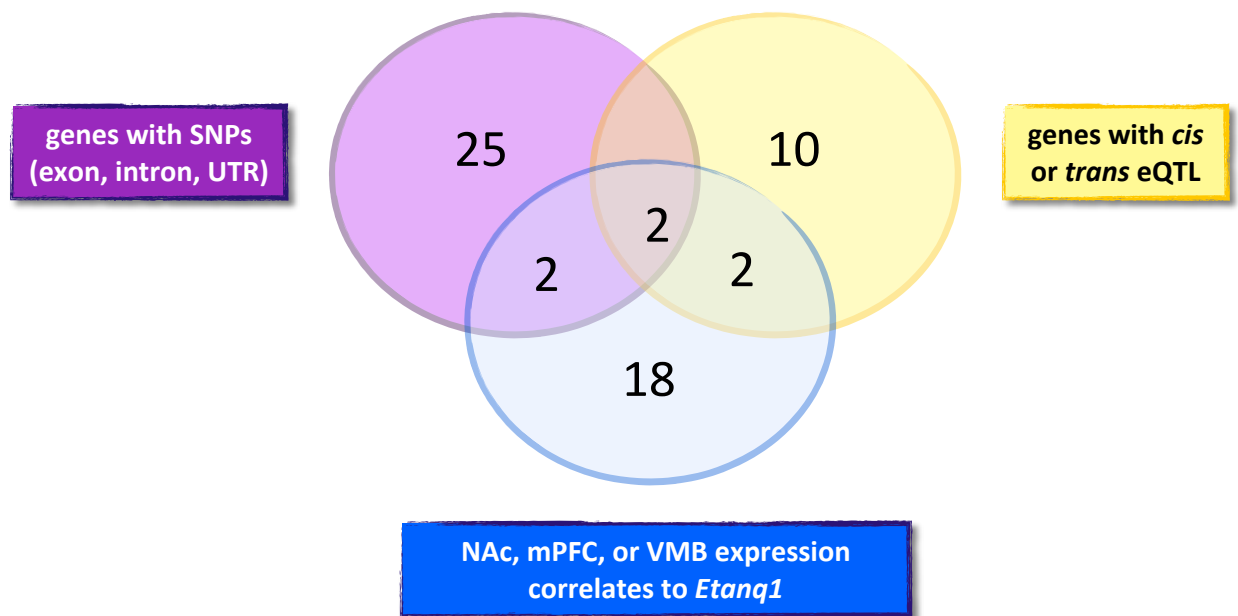 genes with SNPs
(exon, intron, UTR)
25
10
genes with cis
or trans eQTL
2
2
2
18
NAc, mPFC, or VMB expression
correlates to Etanq1